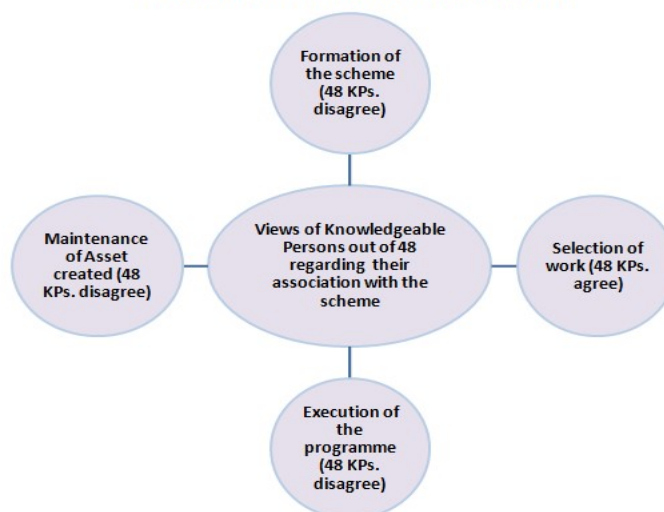 Formation of
the scheme
(48 KPs.
disagree)
Maintenance
of Asset
created (48
KPs. disagree)
Views of Knowledgeable
Persons out of 48
regarding their
association with the
scheme
Selection of
work (48 KPs.
agree)
Execution of
the
programme
(48 KPs.
disagree)